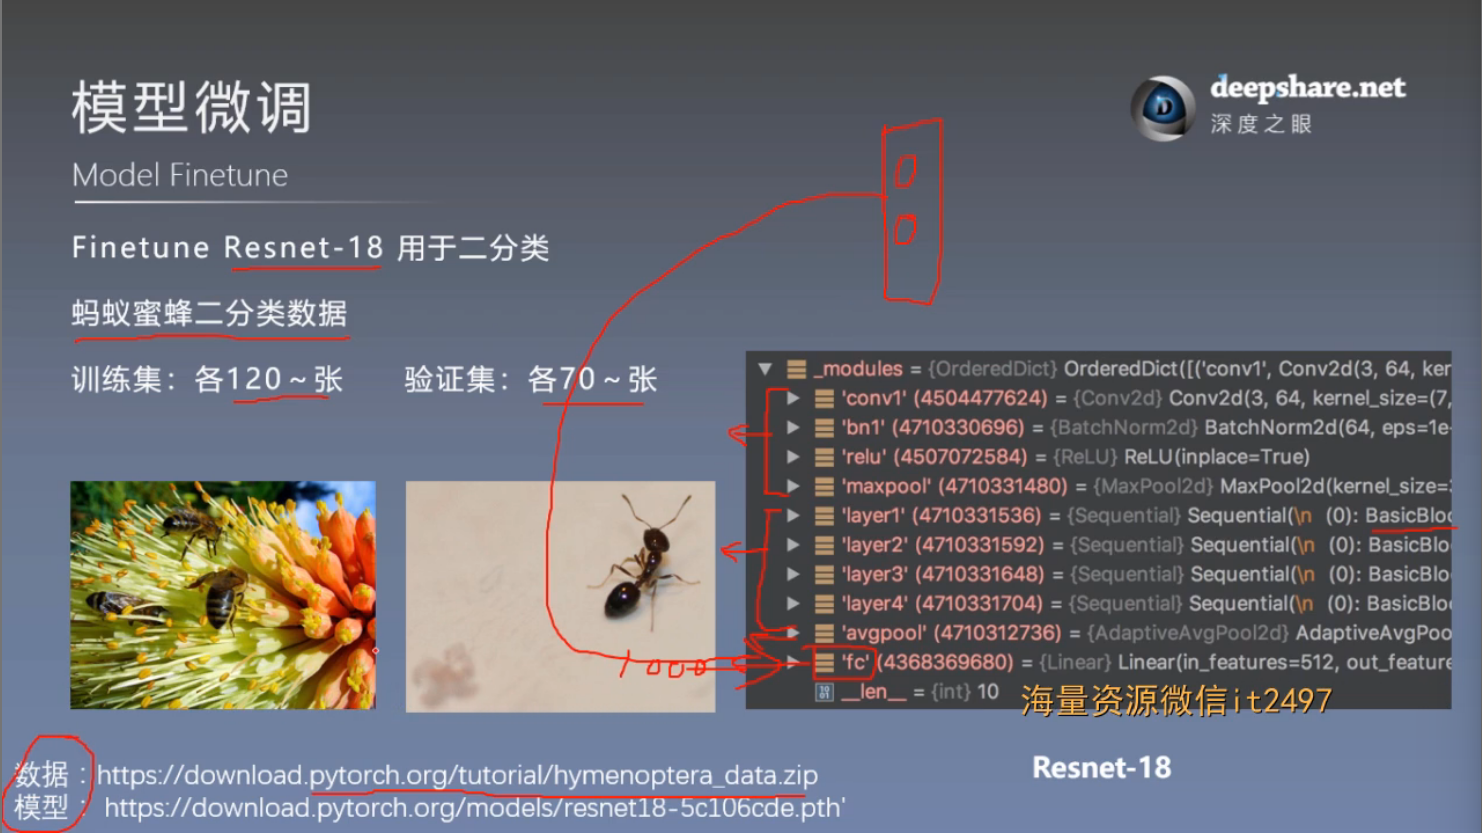 模型微调
deepshare.net
深度之眼
Model Finetune
Finetune Resnet-18 用于二分类
蚂蚁蜜蜂二分类数据
训练集：各120～张 验证集：各70～张
_modules = {OrderedDict} OrderedDict([('conv1', Conv2d(3, 64, ker
'conv1' (4504477624) = {Conv2d} Conv2d(3, 64, kernel_size=(7,
'bn1' (4710330696) = {BatchNorm2d} BatchNorm2d(64, eps=1e-
'relu' (4507072584) = {ReLU} ReLU(inplace=True)
'maxpool' (4710331480) = {MaxPool2d} MaxPool2d(kernel_size=3
'layer1' (4710331536) = {Sequential} Sequential(\n (0): BasicBloc
'layer2' (4710331592) = {Sequential} Sequential(\n (0): BasicBloc
'layer3' (4710331648) = {Sequential} Sequential(\n (0): BasicBloc
'layer4' (4710331704) = {Sequential} Sequential(\n (0): BasicBloc
'avgpool' (4710312736) = {AdaptiveAvgPool2d} AdaptiveAvgPoo
1000 'fc' (4368369680) = {Linear} Linear(in_features=512, out_feature
__len__ = {int} 10
海量资源微信it2497
Resnet-18
数据：https://download.pytorch.org/tutorial/hymenoptera_data.zip
模型：https://download.pytorch.org/models/resnet18-5c106cde.pth'